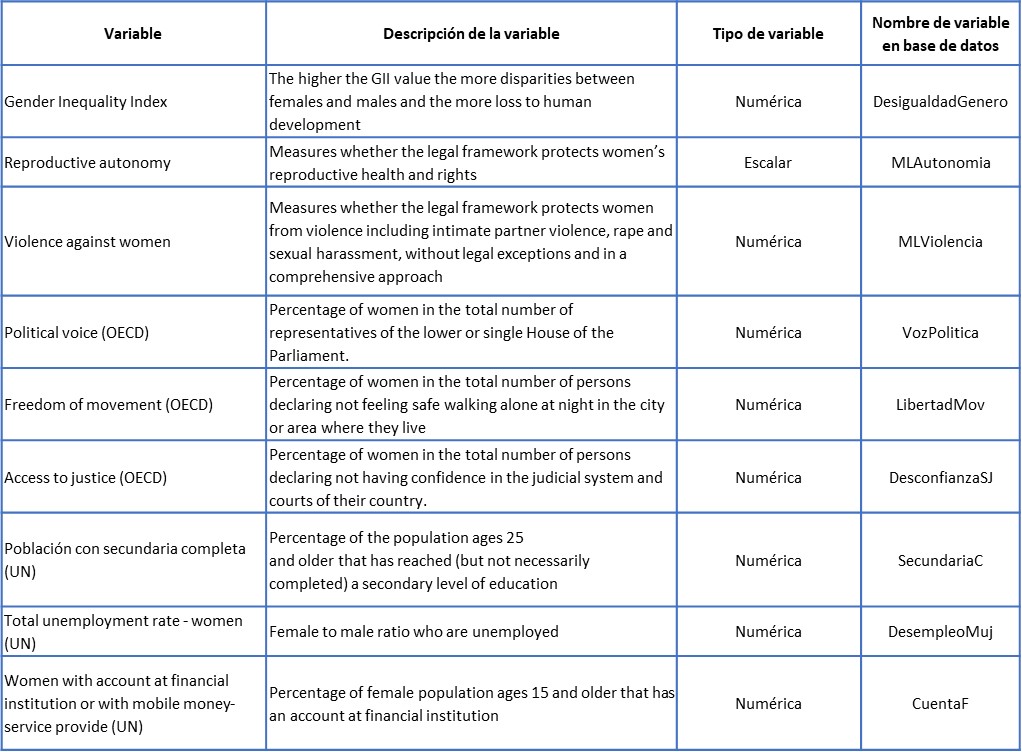 Variable
Descripción de la variable
Tipo de variable
Nombre de variable
en base de datos
Gender Inequality Index
The higher the GII value the more disparities between
females and males and the more loss to human
development
Numérica
DesigualdadGenero
Reproductive autonomy
Measures whether the legal framework protects women’s
reproductive health and rights
Escalar
MLAutonomia
Violence against women
Measures whether the legal framework protects women
from violence including intimate partner violence, rape and
sexual harassment, without legal exceptions and in a
comprehensive approach
Numérica
MLViolencia
Political voice (OECD)
Percentage of women in the total number of
representatives of the lower or single House of the
Parliament.
Numérica
VozPolitica
Freedom of movement (OECD)
Percentage of women in the total number of persons
declaring not feeling safe walking alone at night in the city
or area where they live
Numérica
LibertadMov
Access to justice (OECD)
Percentage of women in the total number of persons
declaring not having confidence in the judicial system and
courts of their country.
Numérica
DesconfianzaSJ
Población con secundaria completa
(UN)
Percentage of the population ages 25
and older that has reached (but not necessarily
completed) a secondary level of education
Numérica
SecundariaC
Total unemployment rate - women
(UN)
Female to male ratio who are unemployed
Numérica
DesempleoMuj
Women with account at financial
institution or with mobile money-
service provide (UN)
Percentage of female population ages 15 and older that has
an account at financial institution
Numérica
CuentaF